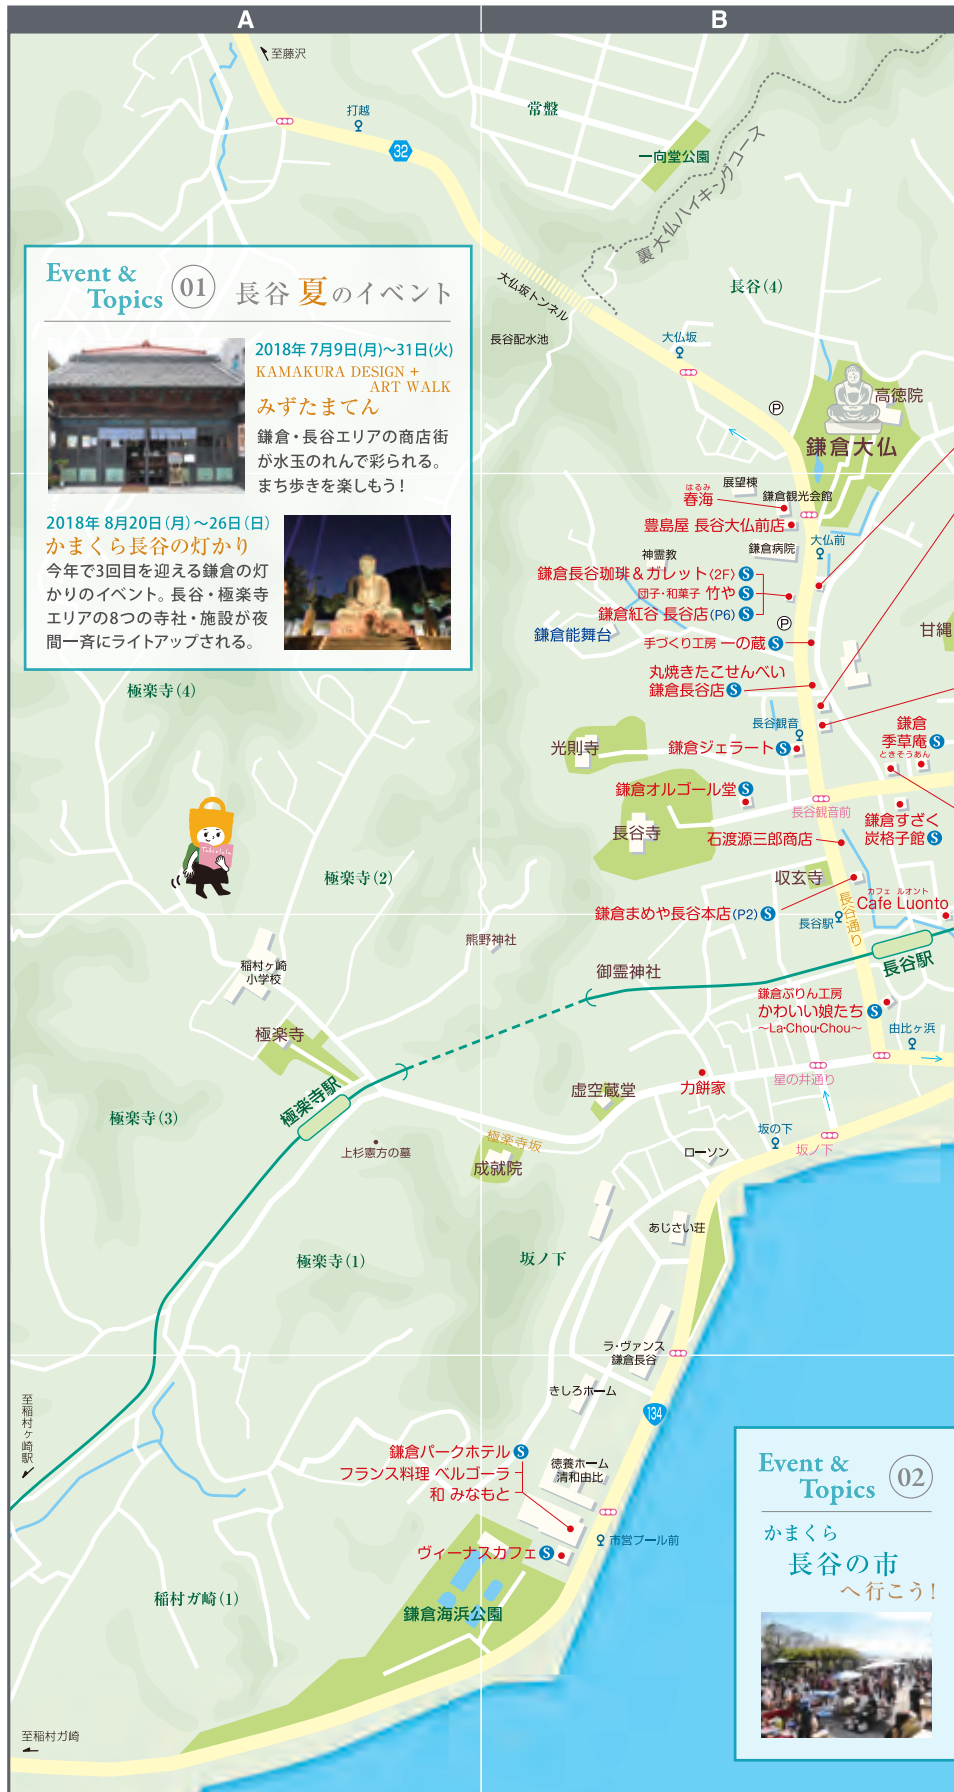 A
B
至藤沢
打越
32
常盤
一向堂公園
裏大仏ハイキングコース
Event &
Topics
01
長谷 夏のイベント
2018年 7月9日(月)〜31日(火)
KAMAKURA DESIGN +
ART WALK
みずたまてん
鎌倉・長谷エリアの商店街
が水玉のれんで彩られる。
まち歩きを楽しもう!
2018年 8月20日(月)〜26日(日)
かまくら長谷の灯かり
今年で3回目を迎える鎌倉の灯
かりのイベント。長谷・極楽寺
エリアの8つの寺社・施設が夜
間一斉にライトアップされる。
大仏坂トンネル
長谷配水池
長谷(4)
大仏坂
P
高徳院
鎌倉大仏
展望棟
はるみ
春海
鎌倉観光会館
豊島屋 長谷大仏前店
大仏前
神霊教
鎌倉病院
鎌倉長谷珈琲&ガレット〈2F〉 S
団子・和菓子 竹や S
鎌倉紅谷 長谷店(P6) S
P
鎌倉能舞台
手づくり工房 一の蔵 S
甘縄
丸焼きたこせんべい
鎌倉長谷店 S
極楽寺(4)
長谷観音
鎌倉
季草庵 S
ときそうあん
光則寺
鎌倉ジェラート S
鎌倉オルゴール堂 S
長谷観音前
鎌倉すざく
炭格子館 S
長谷寺
石渡源三郎商店
収玄寺
極楽寺(2)
カフェ ルオント
Cafe Luonto
鎌倉まめや長谷本店(P2) S
長谷駅
長谷通り
長谷駅
熊野神社
稲村ヶ崎
小学校
御霊神社
鎌倉ぷりん工房
かわいい娘たち S
〜La・Chou・Chou〜
由比ヶ浜
極楽寺
極楽寺駅
星の井通り
力餅家
虚空蔵堂
極楽寺(3)
極楽寺坂
坂の下
坂ノ下
上杉憲方の墓
成就院
ローソン
あじさい荘
極楽寺(1)
坂ノ下
ラ・ヴァンス
鎌倉長谷
きしろホーム
134
至稲村ヶ崎駅
鎌倉パークホテル S
フランス料理 ベルゴーラ
和 みなもと
徳養ホーム
清和由比
市営プール前
ヴィーナスカフェ S
稲村ガ崎(1)
鎌倉海浜公園
至稲村ガ崎
Event &
Topics
02
かまくら
長谷の市
へ行こう!